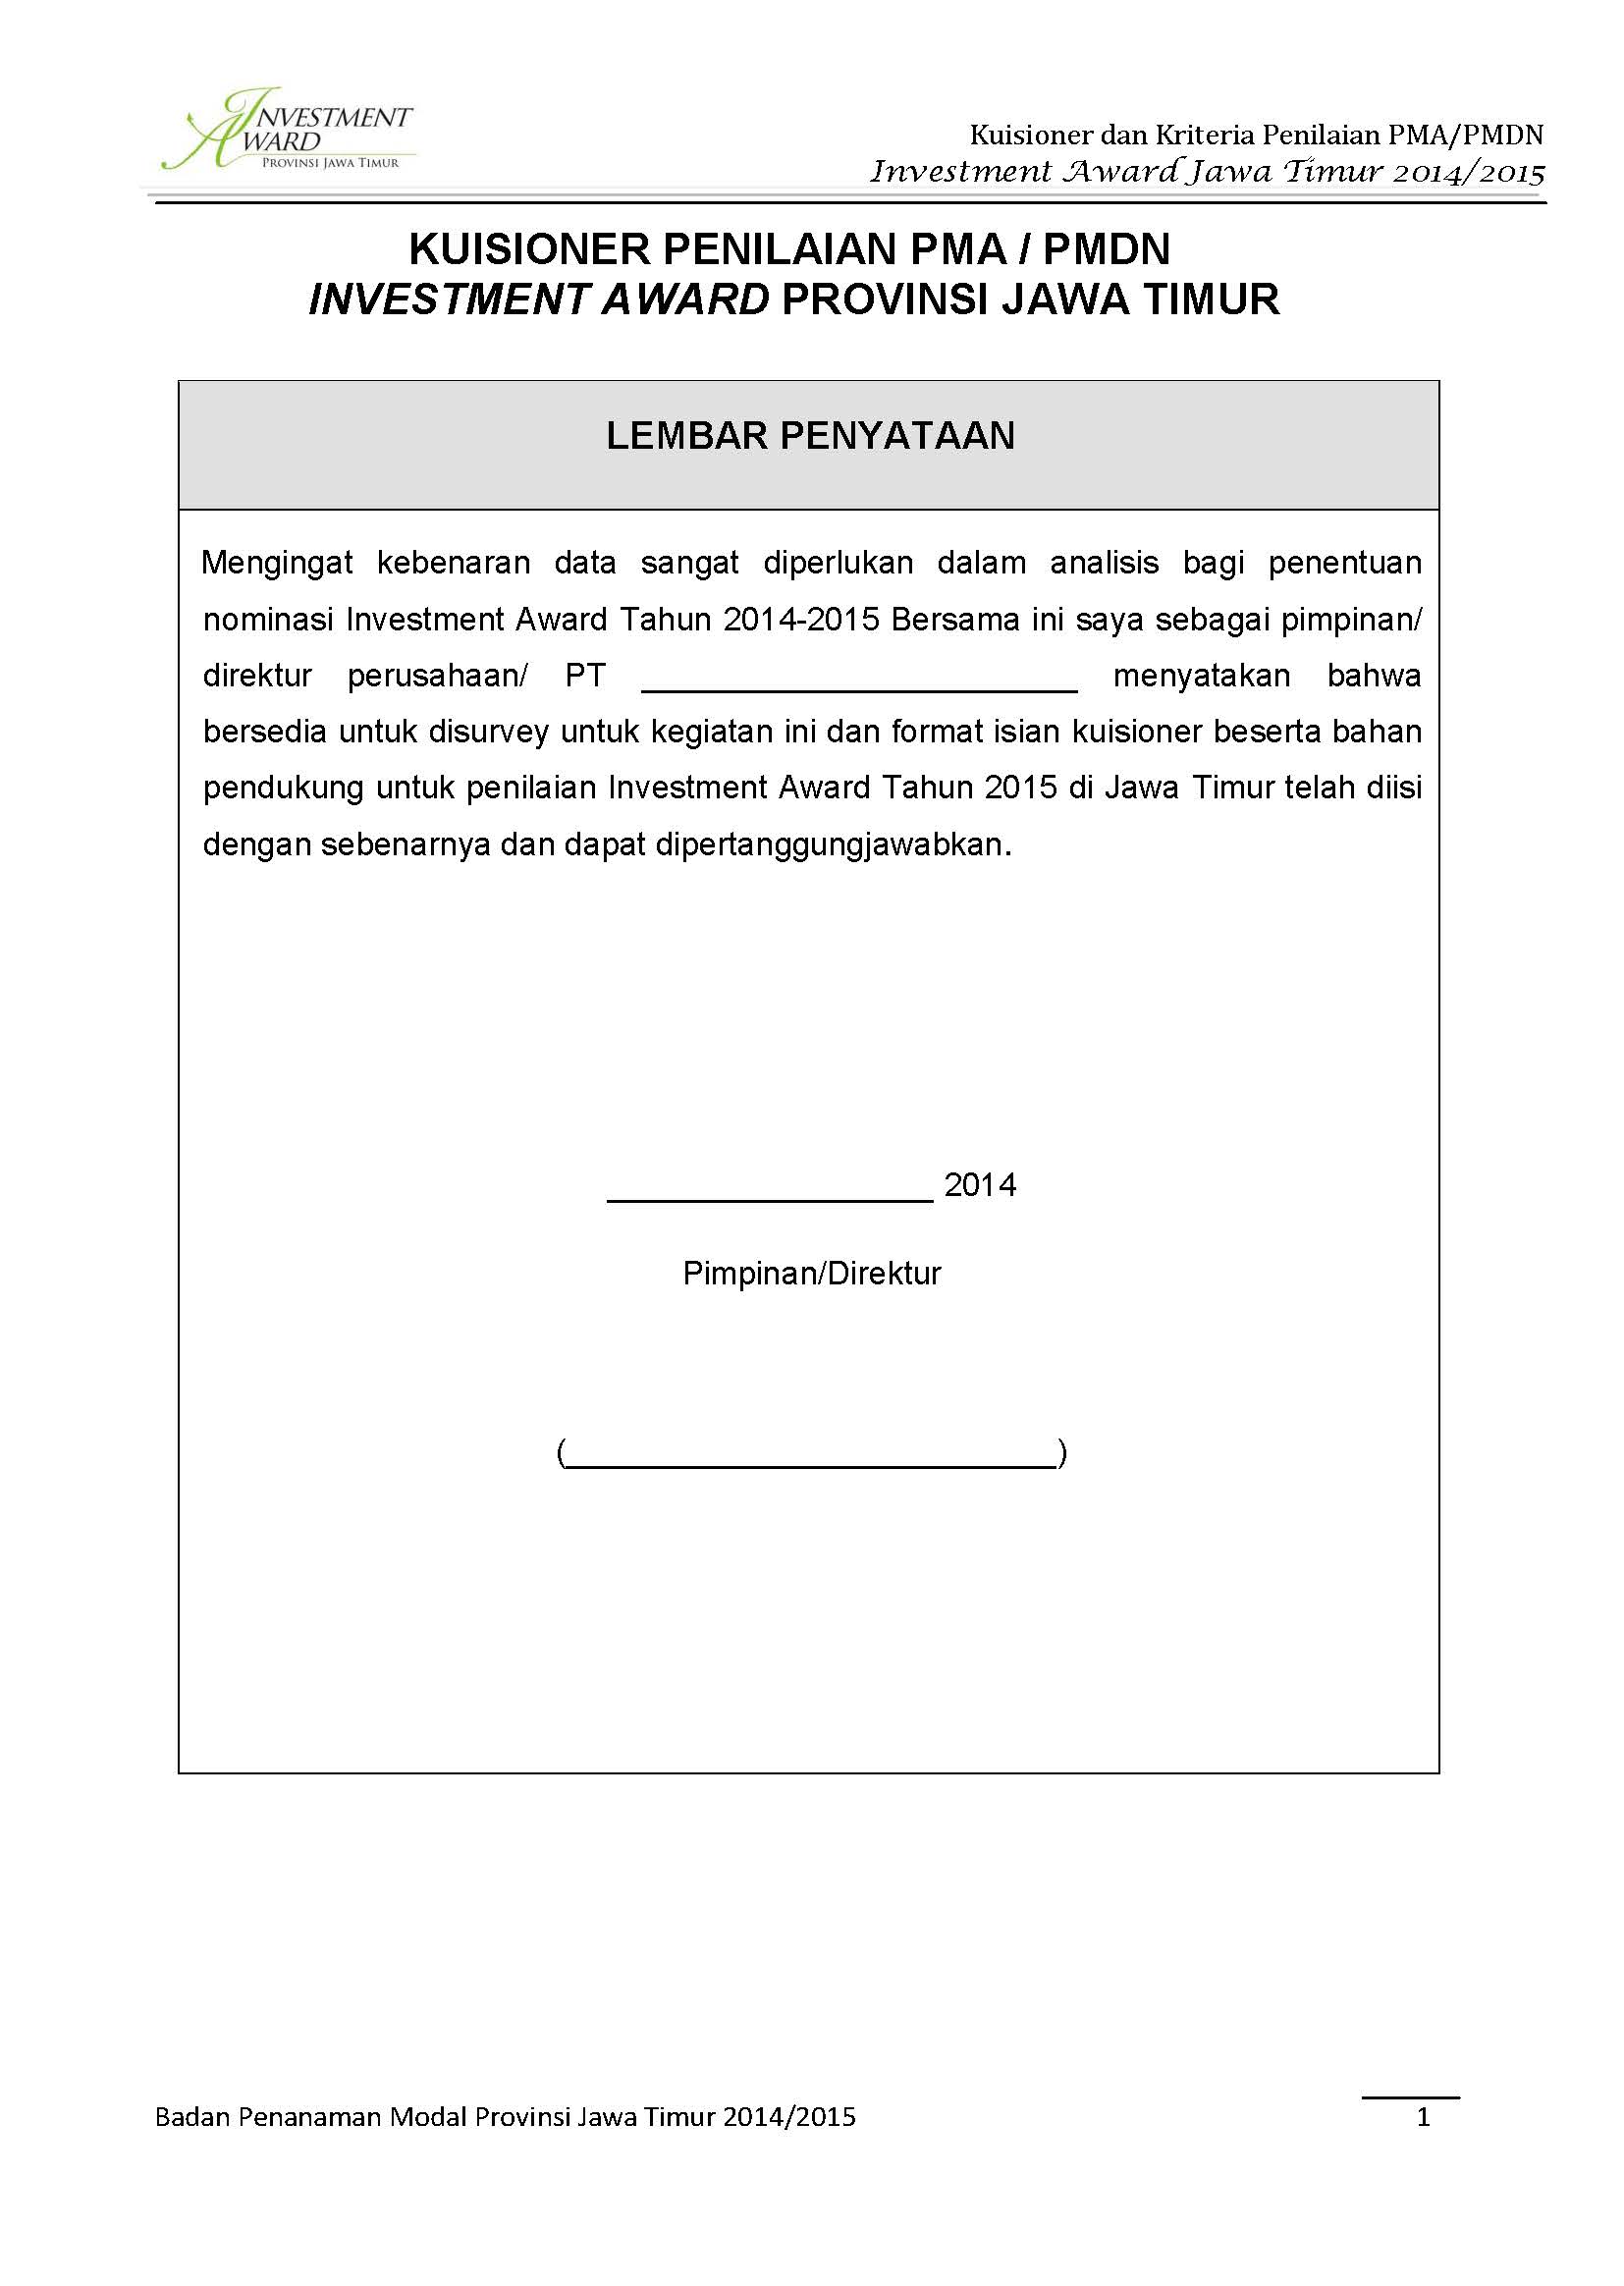 INVESTMENT
AWARD
PROVINSI JAWA TIMUR
Kuisioner dan Kriteria Penilaian PMA/PMDN
Investment Award Jawa Timur 2014/2015
KUISIONER PENILAIAN PMA / PMDN
INVESTMENT AWARD PROVINSI JAWA TIMUR
LEMBAR PENYATAAN
Mengingat kebenaran data sangat diperlukan dalam analisis bagi penentuan
nominasi Investment Award Tahun 2014-2015 Bersama ini saya sebagai pimpinan/
direktur perusahaan/ PT ________________________ menyatakan bahwa
bersedia untuk disurvey untuk kegiatan ini dan format isian kuisioner beserta bahan
pendukung untuk penilaian Investment Award Tahun 2015 di Jawa Timur telah diisi
dengan sebenarnya dan dapat dipertanggungjawabkan.
__________________ 2014
Pimpinan/Direktur
(___________________________)
Badan Penanaman Modal Provinsi Jawa Timur 2014/2015
1